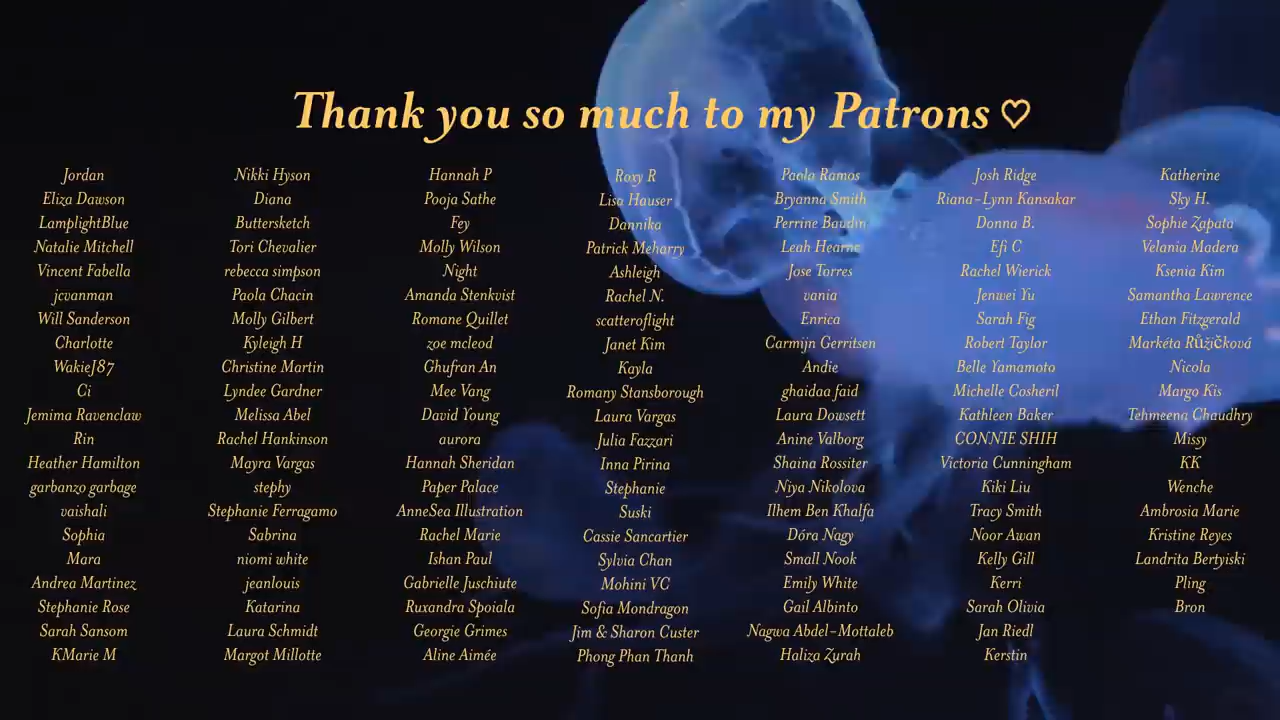 Thank you so much to my Patrons ♡
Jordan
Eliza Dawson
LamplightBlue
Natalie Mitchell
Vincent Fabella
jcvanman
Will Sanderson
Charlotte
WakieJ87
Ci
Jemima Ravenclaw
Rin
Heather Hamilton
garbanzo garbage
vaishali
Sophia
Mara
Andrea Martinez
Stephanie Rose
Sarah Sansom
KMarie M
Nikki Hyson
Diana
Buttersketch
Tori Chevalier
rebecca simpson
Paola Chacin
Molly Gilbert
Kyleigh H
Christine Martin
Lyndee Gardner
Melissa Abel
Rachel Hankinson
Mayra Vargas
stephy
Stephanie Ferragamo
Sabrina
niomi white
jeanlouis
Katarina
Laura Schmidt
Margot Millotte
Hannah P
Pooja Sathe
Fey
Molly Wilson
Night
Amanda Stenkvist
Romane Quillet
zoe mcleod
Ghufran An
Mee Vang
David Young
aurora
Hannah Sheridan
Paper Palace
AnneSea Illustration
Rachel Marie
Ishan Paul
Gabrielle Juschiute
Ruxandra Spoiala
Georgie Grimes
Aline Aimée
Roxy R
Lisa Hauser
Dannika
Patrick Meharry
Ashleigh
Rachel N.
scatteroflight
Janet Kim
Kayla
Romany Stansborough
Laura Vargas
Julia Fazzari
Inna Pirina
Stephanie
Suski
Cassie Sancartier
Sylvia Chan
Mohini VC
Sofia Mondragon
Jim & Sharon Custer
Phong Phan Thanh
Paola Ramos
Bryanna Smith
Perrine Baudin
Leah Hearne
Jose Torres
vania
Enrica
Carmijn Gerritsen
Andie
ghaidaa faid
Laura Dowsett
Anine Valborg
Shaina Rossiter
Niya Nikolova
Ilhem Ben Khalfa
Dóra Nagy
Small Nook
Emily White
Gail Albinto
Nagwa Abdel-Mottaleb
Haliza Zurah
Josh Ridge
Riana-Lynn Kansakar
Donna B.
Efi C
Rachel Wierick
Jenwei Yu
Sarah Fig
Robert Taylor
Belle Yamamoto
Michelle Cosheril
Kathleen Baker
CONNIE SHIH
Victoria Cunningham
Kiki Liu
Tracy Smith
Noor Awan
Kelly Gill
Kerri
Sarah Olivia
Jan Riedl
Kerstin
Katherine
Sky H.
Sophie Zapata
Velania Madera
Ksenia Kim
Samantha Lawrence
Ethan Fitzgerald
Markéta Růžičková
Nicola
Margo Kis
Tehmeena Chaudhry
Missy
KK
Wenche
Ambrosia Marie
Kristine Reyes
Landrita Bertyiski
Pling
Bron